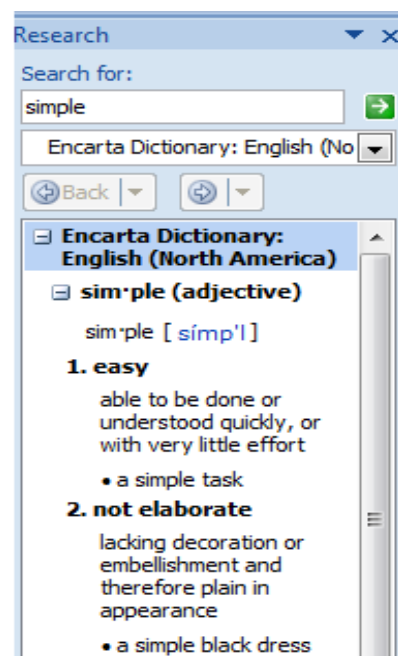 Research
Search for:
simple
Encarta Dictionary: English (No
Back
Encarta Dictionary:
English (North America)
sim·ple (adjective)
sim·ple [ símp'l ]
1. easy
able to be done or
understood quickly, or
with very little effort
• a simple task
2. not elaborate
lacking decoration or
embellishment and
therefore plain in
appearance
• a simple black dress